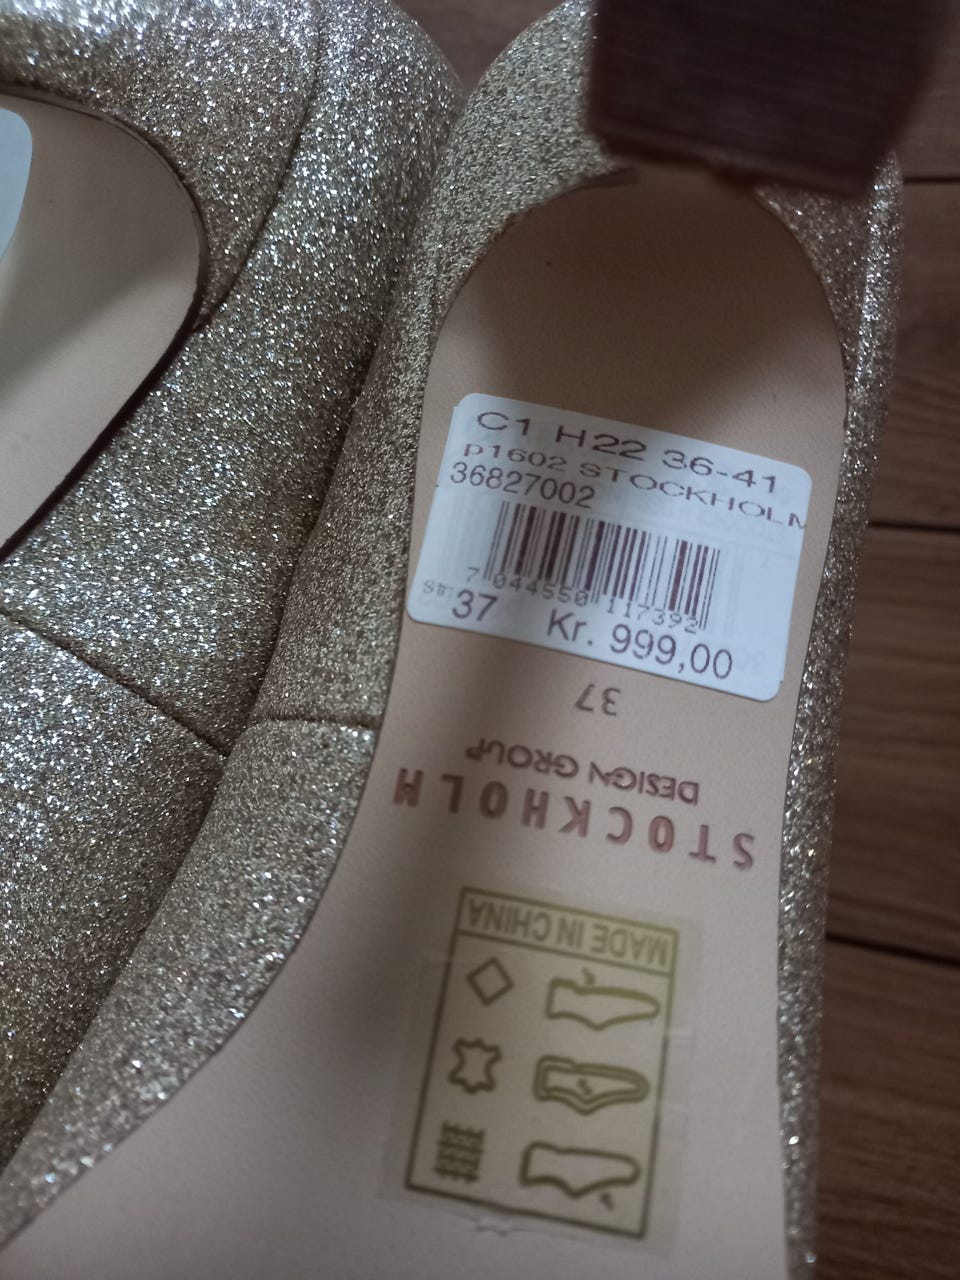 C1 H22 36-41
p1602 STOCKHOLM
36827002
7 044550 117392
Str: 37 Kr. 999,00
37
DESIGN GROUP
STOCKHOLM
MADE IN CHINA